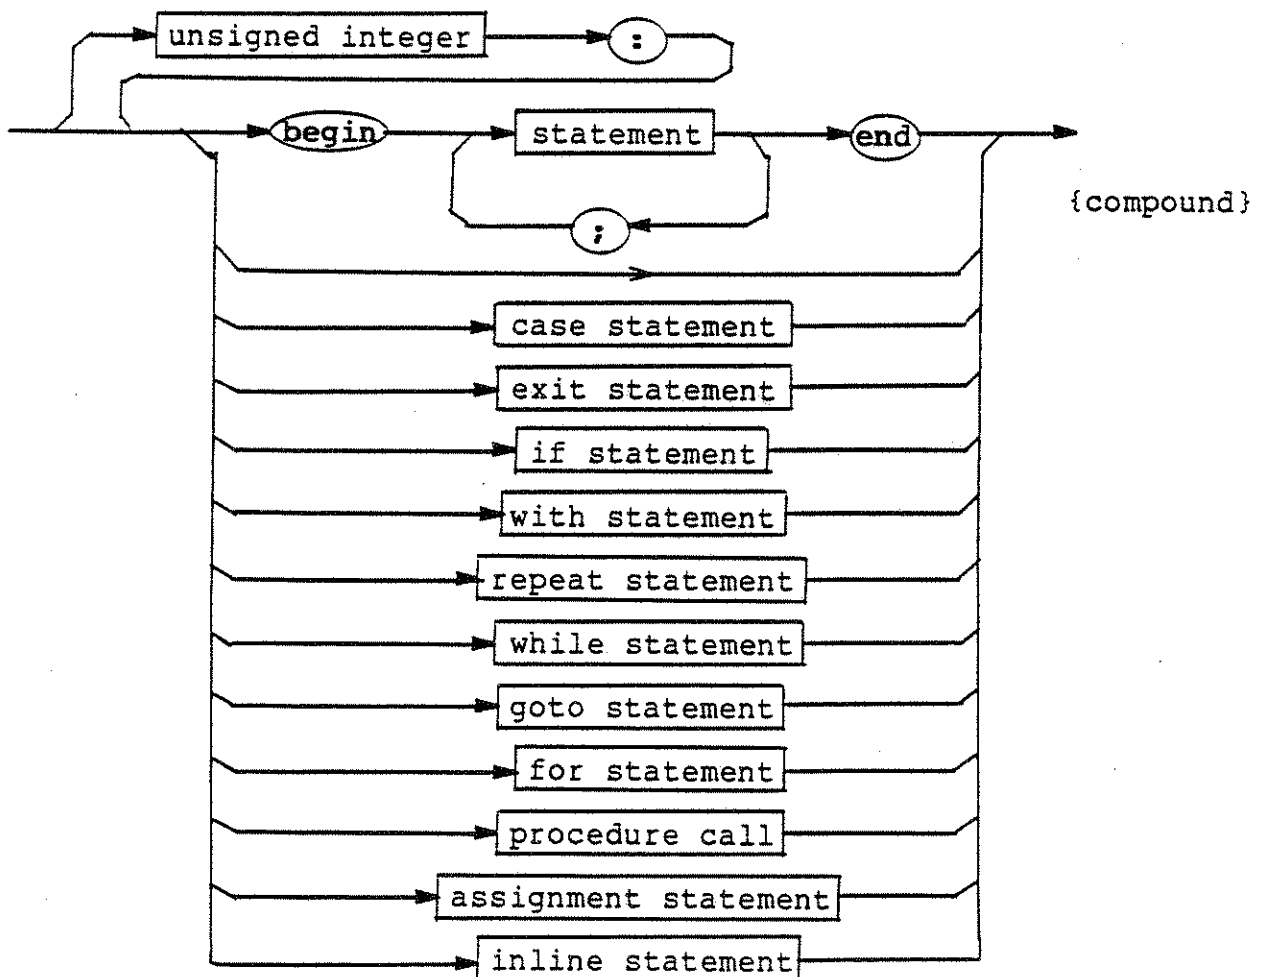 unsigned integer :
begin statement end
{compound}
;
case statement
exit statement
if statement
with statement
repeat statement
while statement
goto statement
for statement
procedure call
assignment statement
inline statement